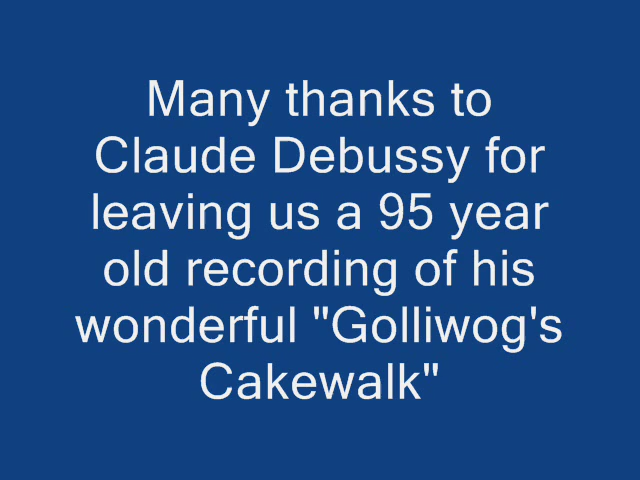 Many thanks to
Claude Debussy for
leaving us a 95 year
old recording of his
wonderful "Golliwog's
Cakewalk"